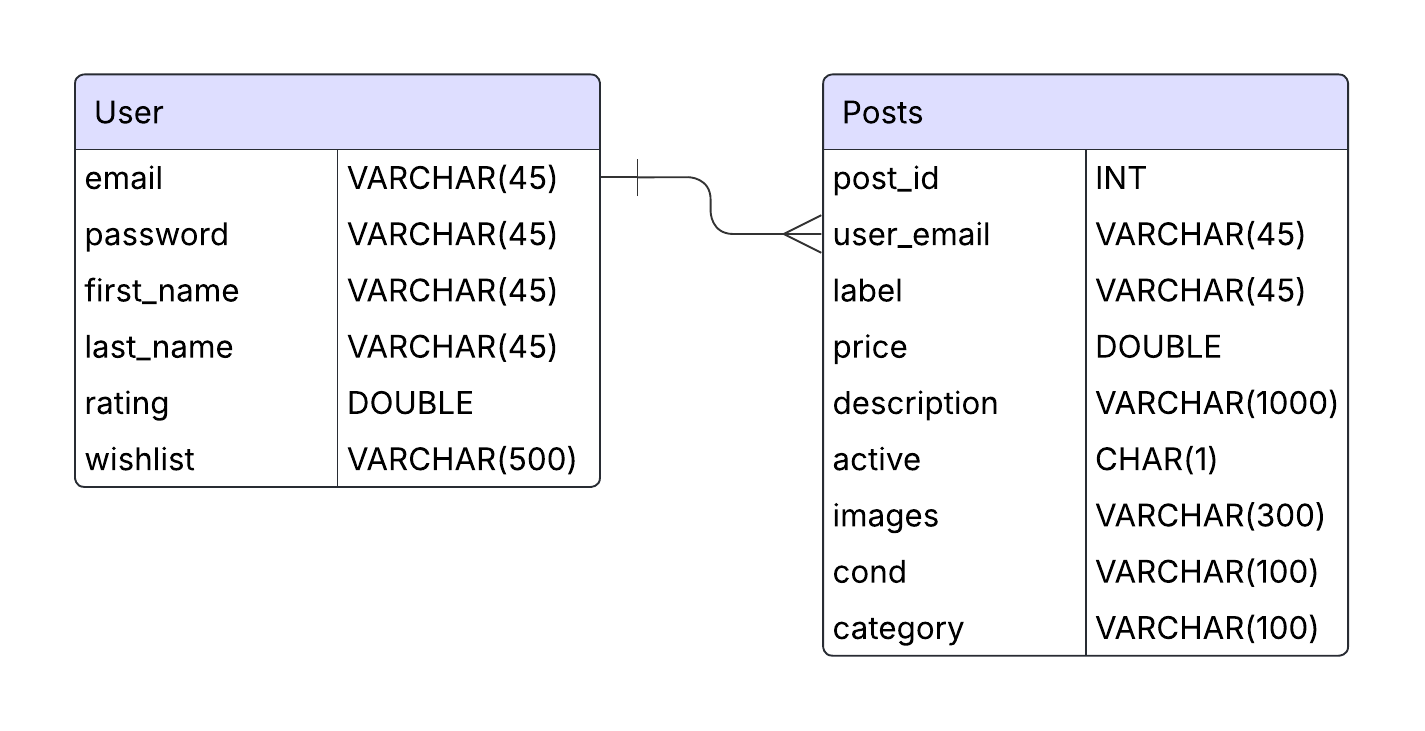 User
email VARCHAR(45)
password VARCHAR(45)
first_name VARCHAR(45)
last_name VARCHAR(45)
rating DOUBLE
wishlist VARCHAR(500)
Posts
post_id INT
user_email VARCHAR(45)
label VARCHAR(45)
price DOUBLE
description VARCHAR(1000)
active CHAR(1)
images VARCHAR(300)
cond VARCHAR(100)
category VARCHAR(100)